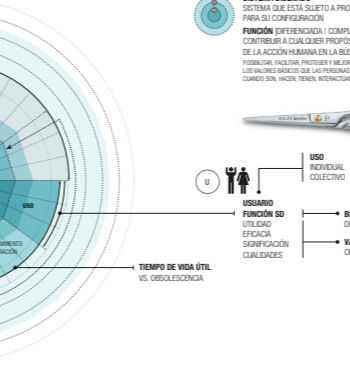 SISTEMA QUE ESTÁ SUJETO A PRO
PARA SU CONFIGURACIÓN
FUNCIÓN [DIFERENCIADA I COMPL
CONTRIBUIR A CUALQUIER PROPÓS
DE LA ACCIÓN HUMANA EN LA BÚS
POSIBILITAR, FACILITAR, PROTEGER Y MEJOR
LOS VALORES BÁSICOS QUE LAS PERSONAS
CUANDO SON, HACEN, TIENEN, INTERACTÚAN
USO
INDIVIDUAL
COLECTIVO
U
USUARIO
FUNCIÓN SD
UTILIDAD
EFICACIA
SIGNIFICACIÓN
CUALIDADES
USO
TIEMPO DE VIDA ÚTIL
VS. OBSOLESCENCIA